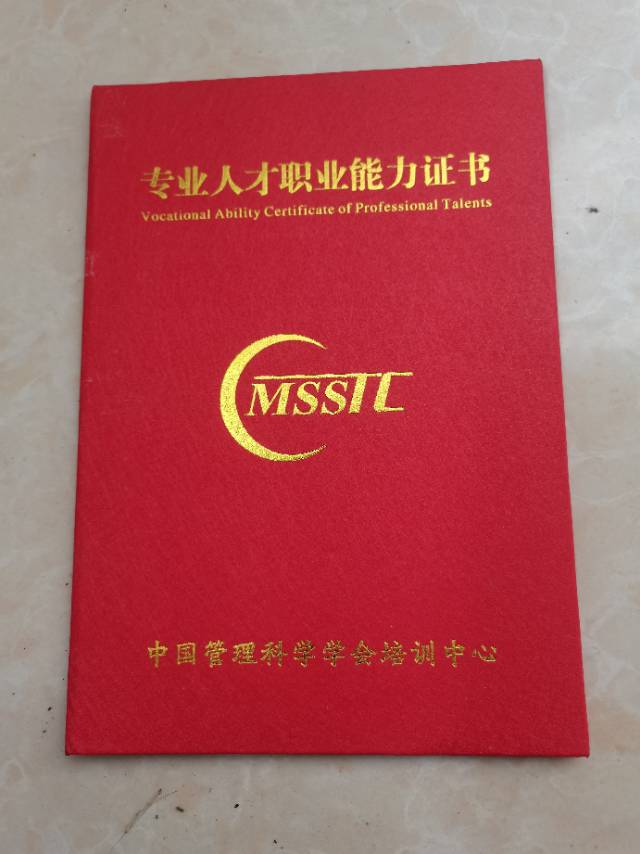 专业人才职业能力证书
Vocational Ability Certificate of Professional Talents
CMSSTC
中国管理科学学会培训中心